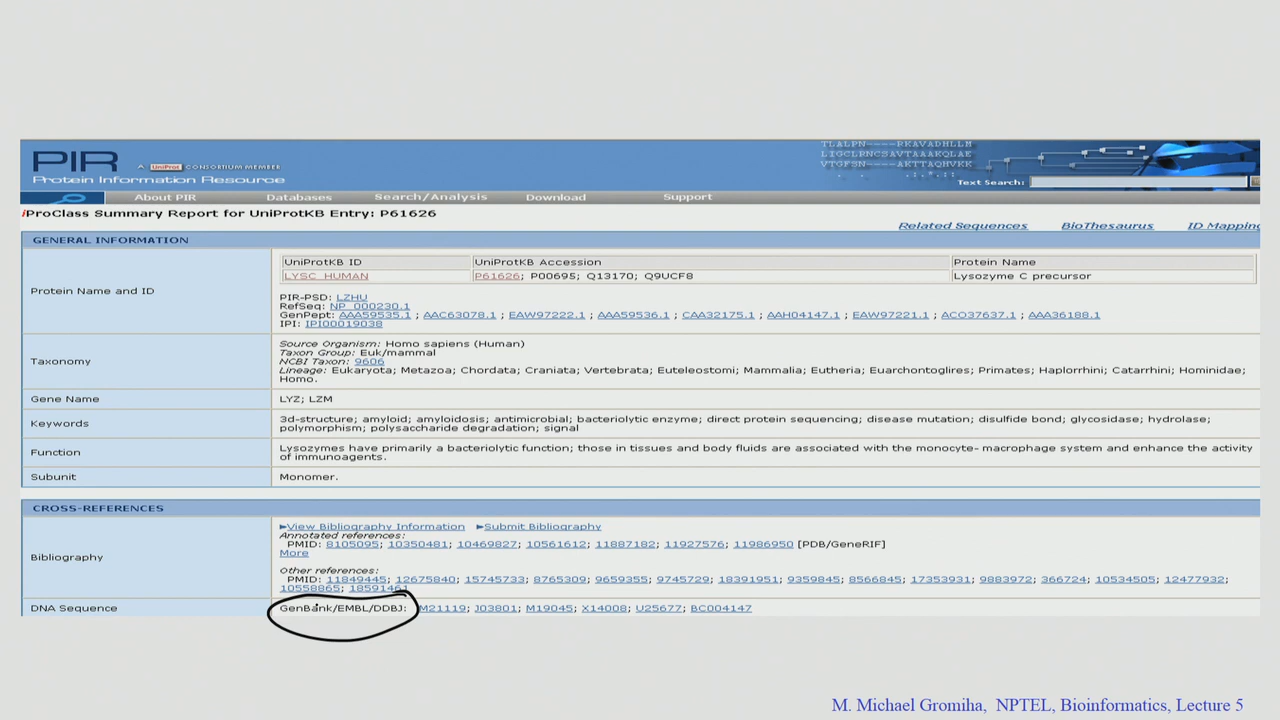 TLALPN----RKAVADHLLM
LIGCLRNCSAVTAAAKQLAE
VTGFSN----AKTTAQHVKK
PIR
A UniProt CONSORTIUM MEMBER
Protein Information Resource
Text Search:
About PIR Databases Search/Analysis Download Support
iProClass Summary Report for UniProtKB Entry: P61626
Related Sequences BioThesaurus ID Mapping
GENERAL INFORMATION
Protein Name and ID
UniProtKB ID UniProtKB Accession Protein Name
LYSC_HUMAN P61626; P00695; Q13170; Q9UCF8 Lysozyme C precursor
PIR-PSD: LZHU
RefSeq: NP_000230.1
GenPept: AAA59535.1 ; AAC63078.1 ; EAW97222.1 ; AAA59536.1 ; CAA32175.1 ; AAH04147.1 ; EAW97221.1 ; ACO37637.1 ; AAA36188.1
IPI: IPI00019038
Taxonomy
Source Organism: Homo sapiens (Human)
Taxon Group: Euk/mammal
NCBI Taxon: 9606
Lineage: Eukaryota; Metazoa; Chordata; Craniata; Vertebrata; Euteleostomi; Mammalia; Eutheria; Euarchontoglires; Primates; Haplorrhini; Catarrhini; Hominidae;
Homo.
Gene Name LYZ; LZM
Keywords
3d-structure; amyloid; amyloidosis; antimicrobial; bacteriolytic enzyme; direct protein sequencing; disease mutation; disulfide bond; glycosidase; hydrolase;
polymorphism; polysaccharide degradation; signal
Function
Lysozymes have primarily a bacteriolytic function; those in tissues and body fluids are associated with the monocyte- macrophage system and enhance the activity
of immunoagents.
Subunit Monomer.
CROSS-REFERENCES
Bibliography
►View Bibliography Information ►Submit Bibliography
Annotated references:
PMID: 8105095; 10350481; 10469827; 10561612; 11887182; 11927576; 11986950 [PDB/GeneRIF]
More
Other references:
PMID: 11849445; 12675840; 15745733; 8765309; 9659355; 9745729; 18391951; 9359845; 8566845; 17353931; 9883972; 366724; 10534505; 12477932;
10558865; 18591461
DNA Sequence GenBank/EMBL/DDBJ: M21119; J03801; M19045; X14008; U25677; BC004147
M. Michael Gromiha, NPTEL, Bioinformatics, Lecture 5